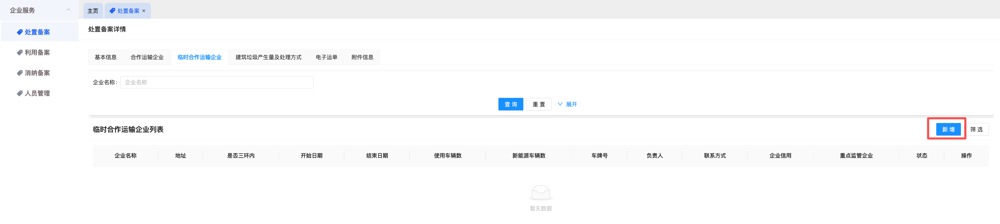 企业服务
主页
处置备案
处置备案
利用备案
消纳备案
人员管理
处置备案详情
基本信息
合作运输企业
临时合作运输企业
建筑垃圾产生量及处理方式
电子运单
附件信息
企业名称：
企业名称
查 询
重 置
展开
临时合作运输企业列表
新 增
筛 选
企业名称
地址
是否三环内
开始日期
结束日期
使用车辆数
新能源车辆数
车牌号
负责人
联系方式
企业信用
重点监管企业
状态
操作
暂无数据